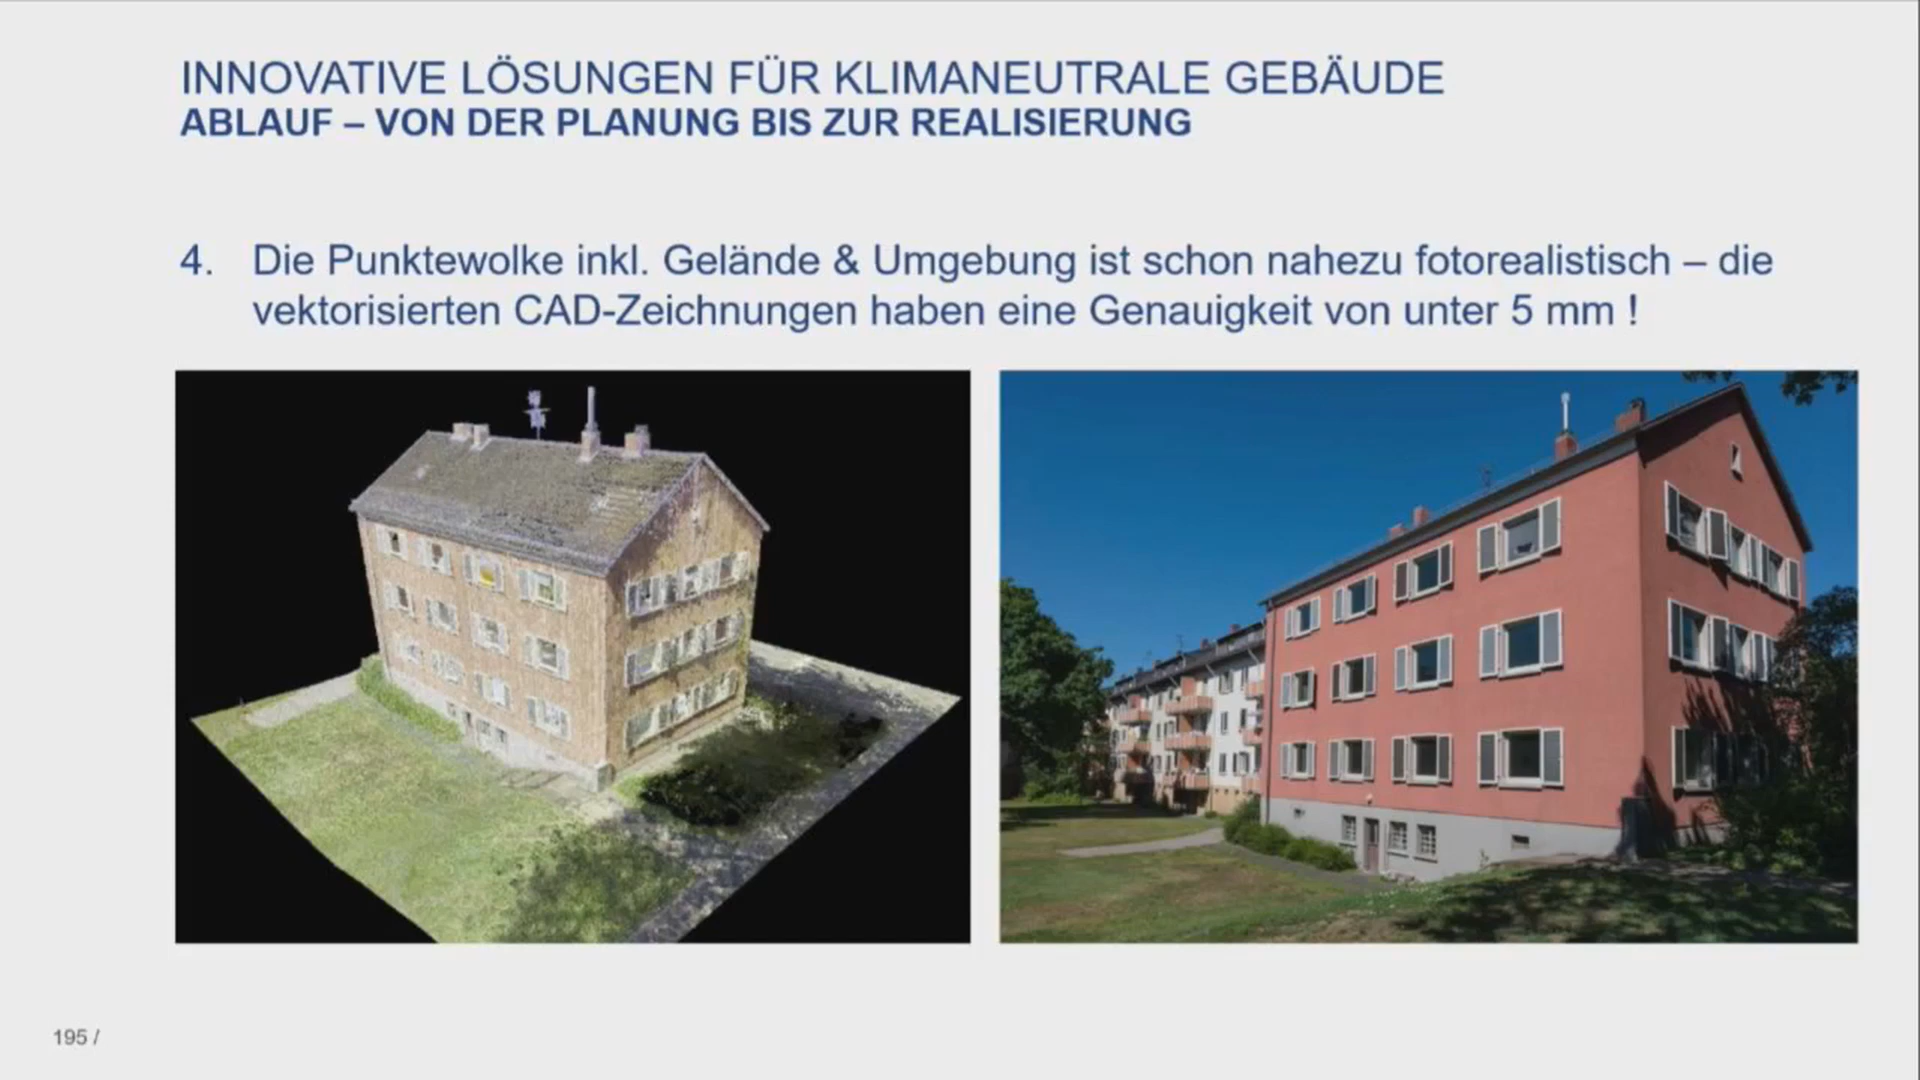 INNOVATIVE LÖSUNGEN FÜR KLIMANEUTRALE GEBÄUDE
ABLAUF – VON DER PLANUNG BIS ZUR REALISIERUNG
4. Die Punktewolke inkl. Gelände & Umgebung ist schon nahezu fotorealistisch – die
vektorisierten CAD-Zeichnungen haben eine Genauigkeit von unter 5 mm !
195 /